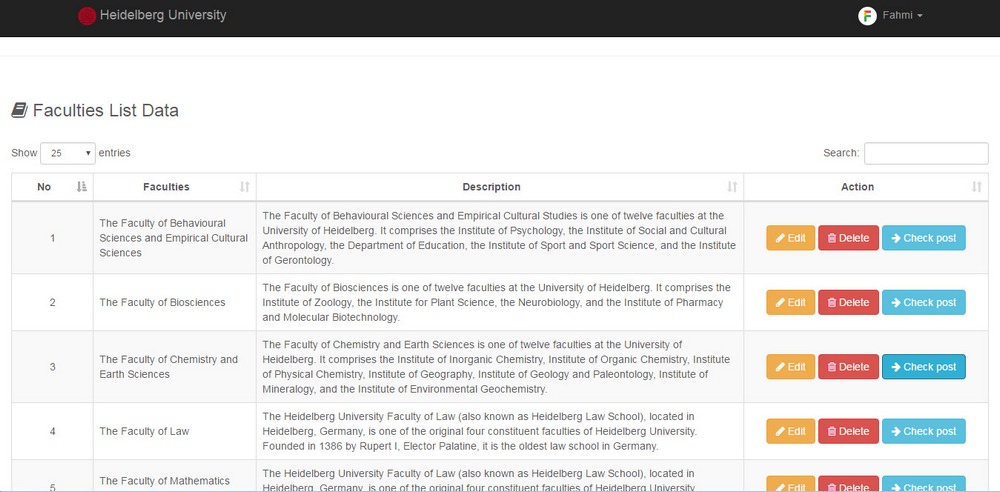 Heidelberg University
Fahmi
Faculties List Data
Show 25 entries
Search:
No Faculties Description Action
1
The Faculty of Behavioural
Sciences and Empirical Cultural
Sciences
The Faculty of Behavioural Sciences and Empirical Cultural Studies is one of twelve faculties at the
University of Heidelberg. It comprises the Institute of Psychology, the Institute of Social and Cultural
Anthropology, the Department of Education, the Institute of Sport and Sport Science, and the Institute
of Gerontology.
Edit Delete Check post
2
The Faculty of Biosciences
The Faculty of Biosciences is one of twelve faculties at the University of Heidelberg. It comprises the
Institute of Zoology, the Institute for Plant Science, the Neurobiology, and the Institute of Pharmacy
and Molecular Biotechnology.
Edit Delete Check post
3
The Faculty of Chemistry and
Earth Sciences
The Faculty of Chemistry and Earth Sciences is one of twelve faculties at the University of
Heidelberg. It comprises the Institute of Inorganic Chemistry, Institute of Organic Chemistry, Institute
of Physical Chemistry, Institute of Geography, Institute of Geology and Paleontology, Institute of
Mineralogy, and the Institute of Environmental Geochemistry.
Edit Delete Check post
4
The Faculty of Law
The Heidelberg University Faculty of Law (also known as Heidelberg Law School), located in
Heidelberg, Germany, is one of the original four constituent faculties of Heidelberg University.
Founded in 1386 by Rupert I, Elector Palatine, it is the oldest law school in Germany.
Edit Delete Check post
5
The Faculty of Mathematics
The Heidelberg University Faculty of Law (also known as Heidelberg Law School), located in
Heidelberg, Germany, is one of the original four constituent faculties of Heidelberg University.
Edit Delete Check post